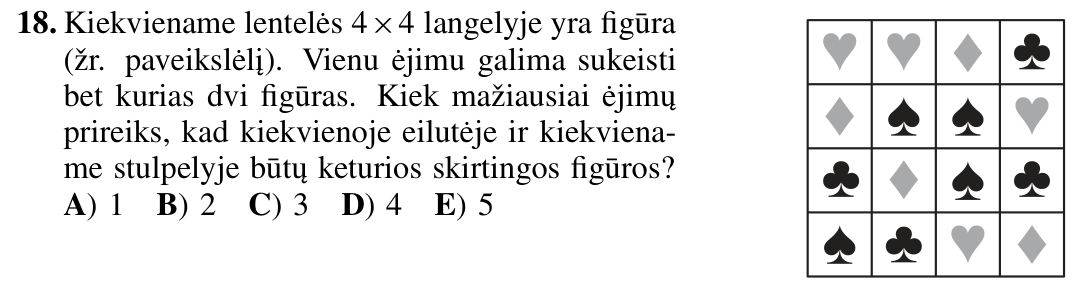 18. Kiekviename lentelės 4 × 4 langelyje yra figūra
(žr. paveikslėlį). Vienu ėjimu galima sukeisti
bet kurias dvi figūras. Kiek mažiausiai ėjimų
prireiks, kad kiekvienoje eilutėje ir kiekviena-
me stulpelyje būtų keturios skirtingos figūros?
A) 1 B) 2 C) 3 D) 4 E) 5